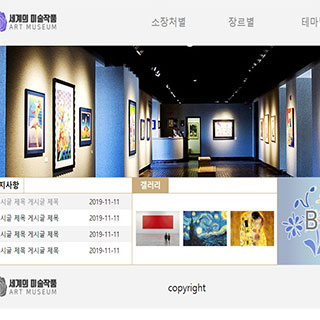 세계의 미술작품
ART MUSEUM
소장처별
장르별
테마
지사항
갤러리
시글 제목 게시글 제목 2019-11-11
시글 제목 게시글 제목 2019-11-11
시글 제목 게시글 제목 2019-11-11
시글 제목 게시글 제목 2019-11-11
B
세계의 미술작품
ART MUSEUM
copyright